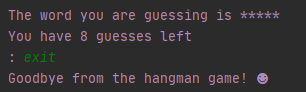 The word you are guessing is *****
You have 8 guesses left
: exit
Goodbye from the hangman game! ☻